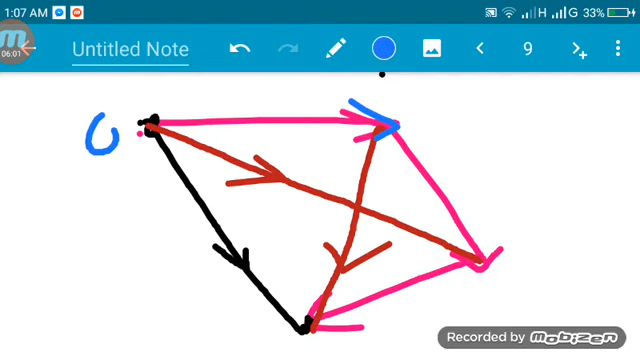 1:07 AM H G 33%
06:01
Untitled Note 9
O
Recorded by mobizen